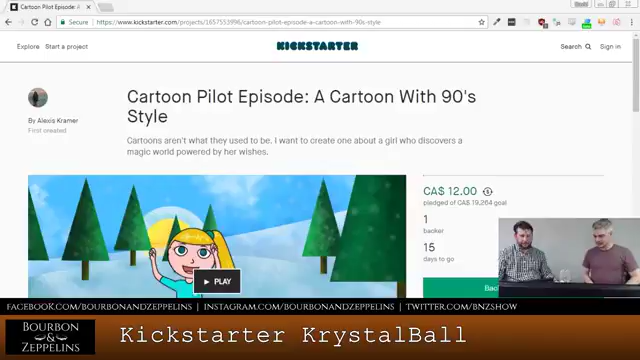 Cartoon Pilot Episode: A
Secure https://www.kickstarter.com/projects/1657553996/cartoon-pilot-episode-a-cartoon-with-90s-style
Explore Start a project
KICKSTARTER
Search Sign in
Cartoon Pilot Episode: A Cartoon With 90's
Style
By Alexis Kramer
First created
Cartoons aren't what they used to be. I want to create one about a girl who discovers a
magic world powered by her wishes.
CA$ 12.00
pledged of CA$ 19,264 goal
1
backer
15
days to go
PLAY
Back
FACEBOOK.COM/BOURBONANDZEPPELINS | INSTAGRAM.COM/BOURBONANDZEPPELINS | TWITTER.COM/BNZSHOW
BOURBON
&
ZEPPELINS
Kickstarter KrystalBall